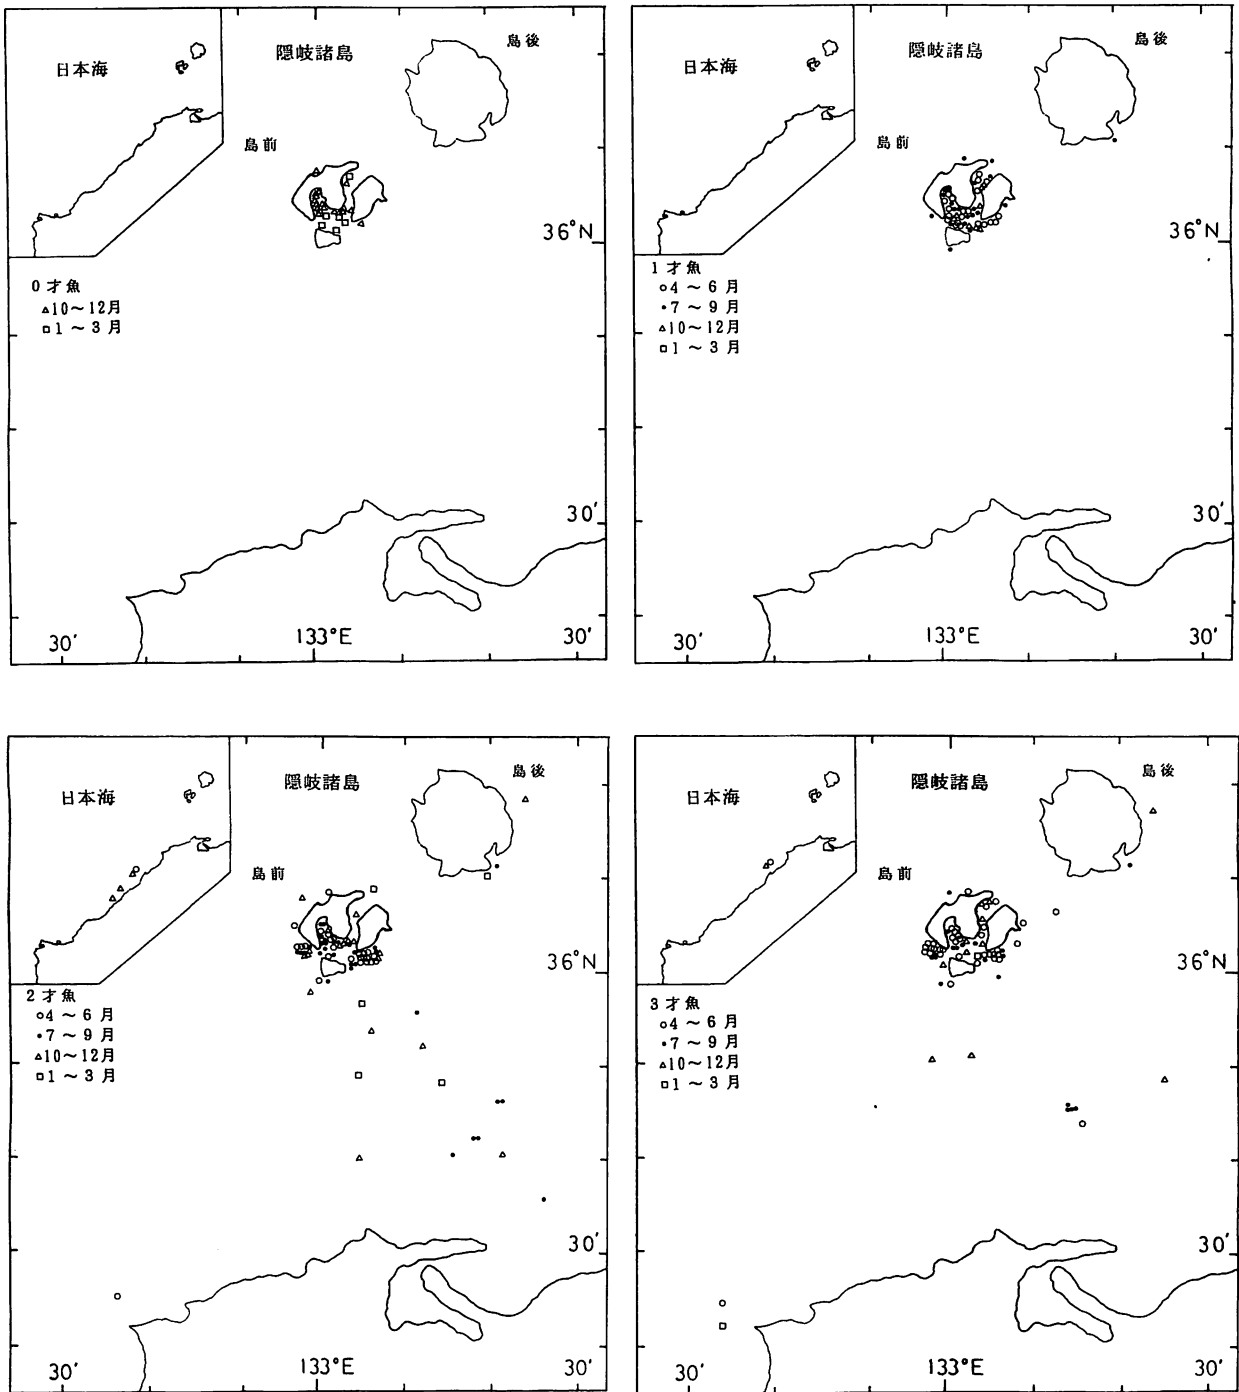 日本海
隠岐諸島
島後
島前
36°N
0才魚
△10～12月
□1～3月
30′
30′
133°E
30′
日本海
隠岐諸島
島後
島前
36°N
1才魚
○4～6月
•7～9月
△10～12月
□1～3月
30′
30′
133°E
30′
日本海
隠岐諸島
島後
島前
36°N
2才魚
○4～6月
•7～9月
△10～12月
□1～3月
30′
30′
133°E
30′
日本海
隠岐諸島
島後
島前
36°N
3才魚
○4～6月
•7～9月
△10～12月
□1～3月
30′
30′
133°E
30′